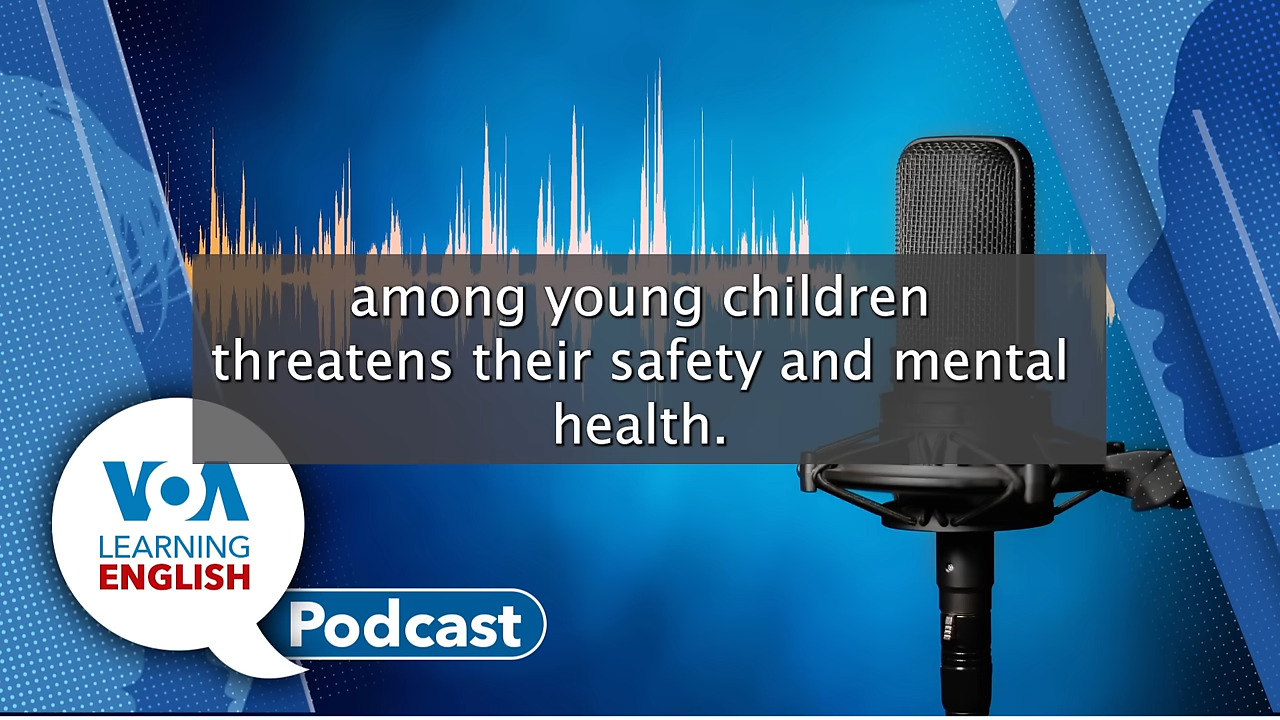 among young children
threatens their safety and mental
health.
VOA
LEARNING
ENGLISH
Podcast